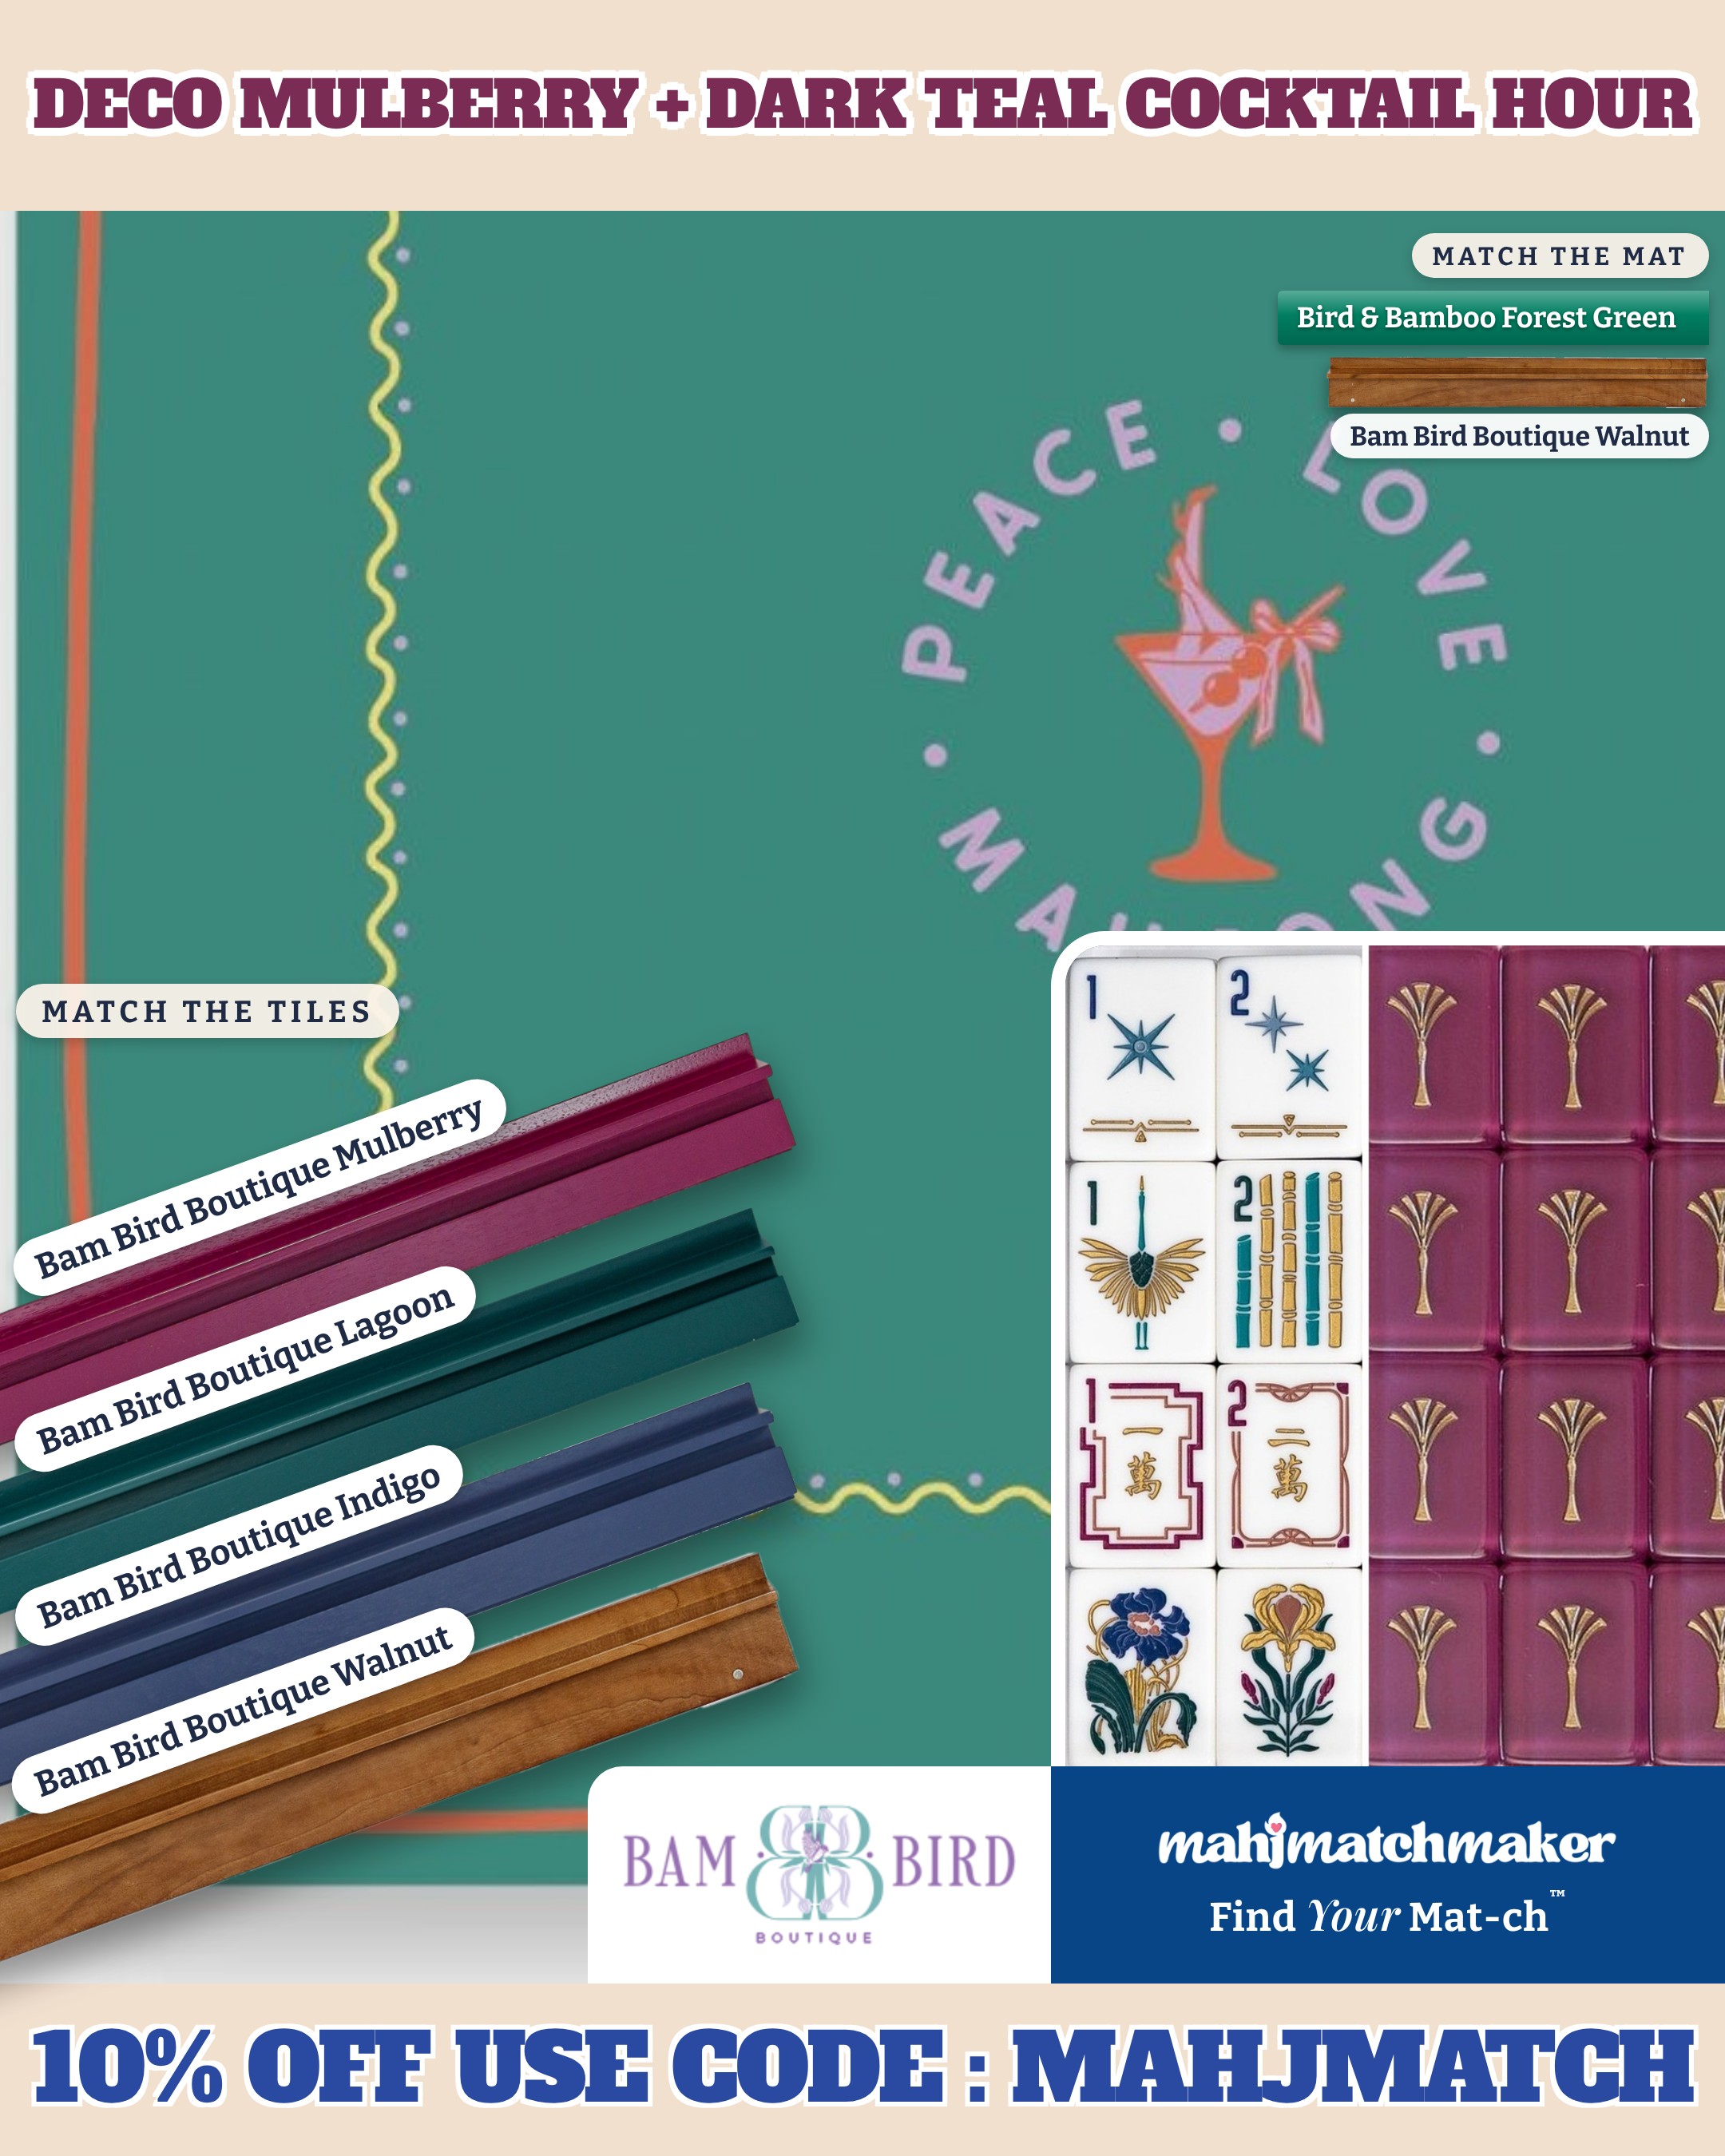 DECO MULBERRY + DARK TEAL COCKTAIL HOUR
MATCH THE MAT
Bird & Bamboo Forest Green
Bam Bird Boutique Walnut
PEACE • LOVE •
MAHJONG •
MATCH THE TILES
Bam Bird Boutique Mulberry
Bam Bird Boutique Lagoon
Bam Bird Boutique Indigo
Bam Bird Boutique Walnut
1 2
1 2
1 一萬 2 二萬
BAM BIRD
BOUTIQUE
mahjmatchmaker
Find Your Mat-ch™
10% OFF USE CODE : MAHJMATCH